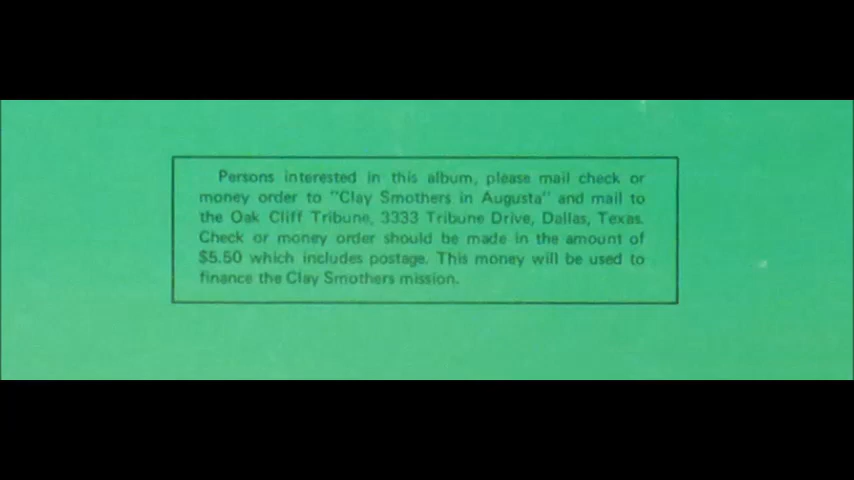 Persons interested in this album, please mail check or
money order to "Clay Smothers in Augusta" and mail to
the Oak Cliff Tribune, 3333 Tribune Drive, Dallas, Texas.
Check or money order should be made in the amount of
$5.50 which includes postage. This money will be used to
finance the Clay Smothers mission.